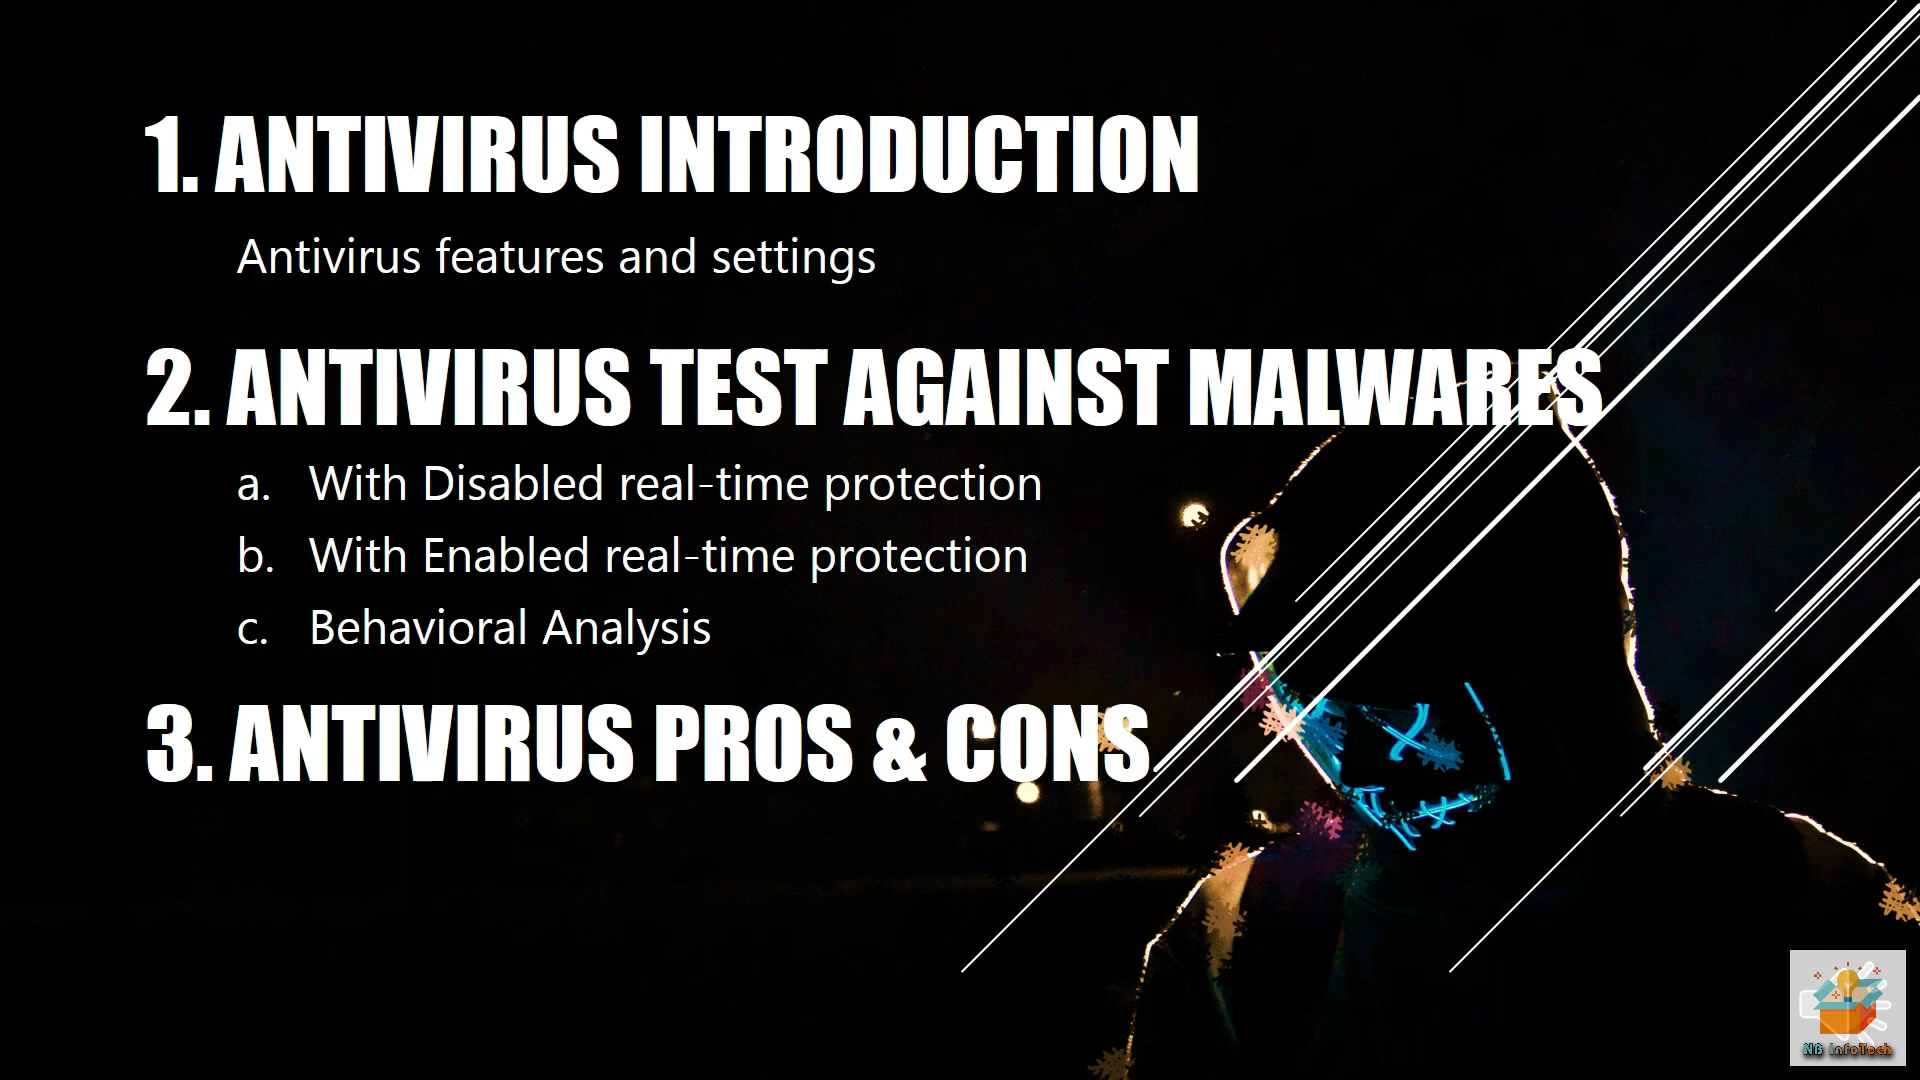 1. ANTIVIRUS INTRODUCTION
Antivirus features and settings
2. ANTIVIRUS TEST AGAINST MALWARES
a. With Disabled real-time protection
b. With Enabled real-time protection
c. Behavioral Analysis
3. ANTIVIRUS PROS & CONS
NB InfoTech